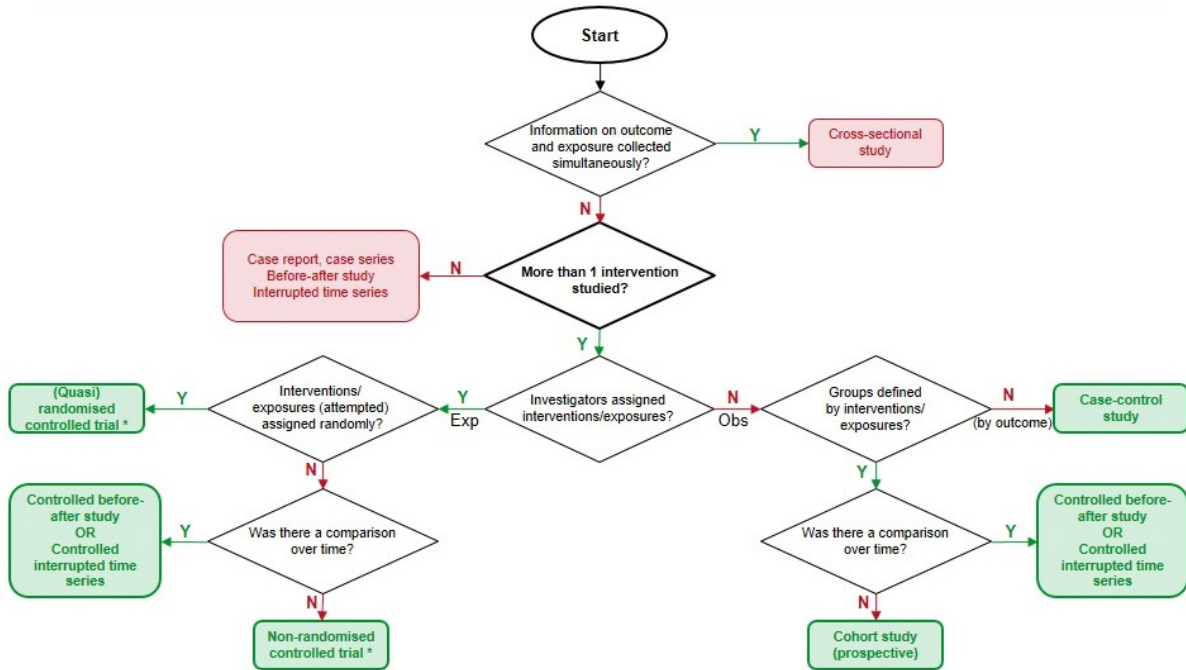 Start
Information on outcome
and exposure collected
simultaneously?
Y
Cross-sectional
study
N
More than 1 intervention
studied?
N
Case report, case series
Before-after study
Interrupted time series
Y
Investigators assigned
interventions/exposures?
Y
Exp
N
Obs
Interventions/
exposures (attempted)
assigned randomly?
Y
(Quasi)
randomised
controlled trial *
N
Was there a comparison
over time?
Y
Controlled before-
after study
OR
Controlled
interrupted time
series
N
Non-randomised
controlled trial *
Groups defined
by interventions/
exposures?
N
(by outcome)
Case-control
study
Y
Was there a comparison
over time?
Y
Controlled before-
after study
OR
Controlled
interrupted time
series
N
Cohort study
(prospective)